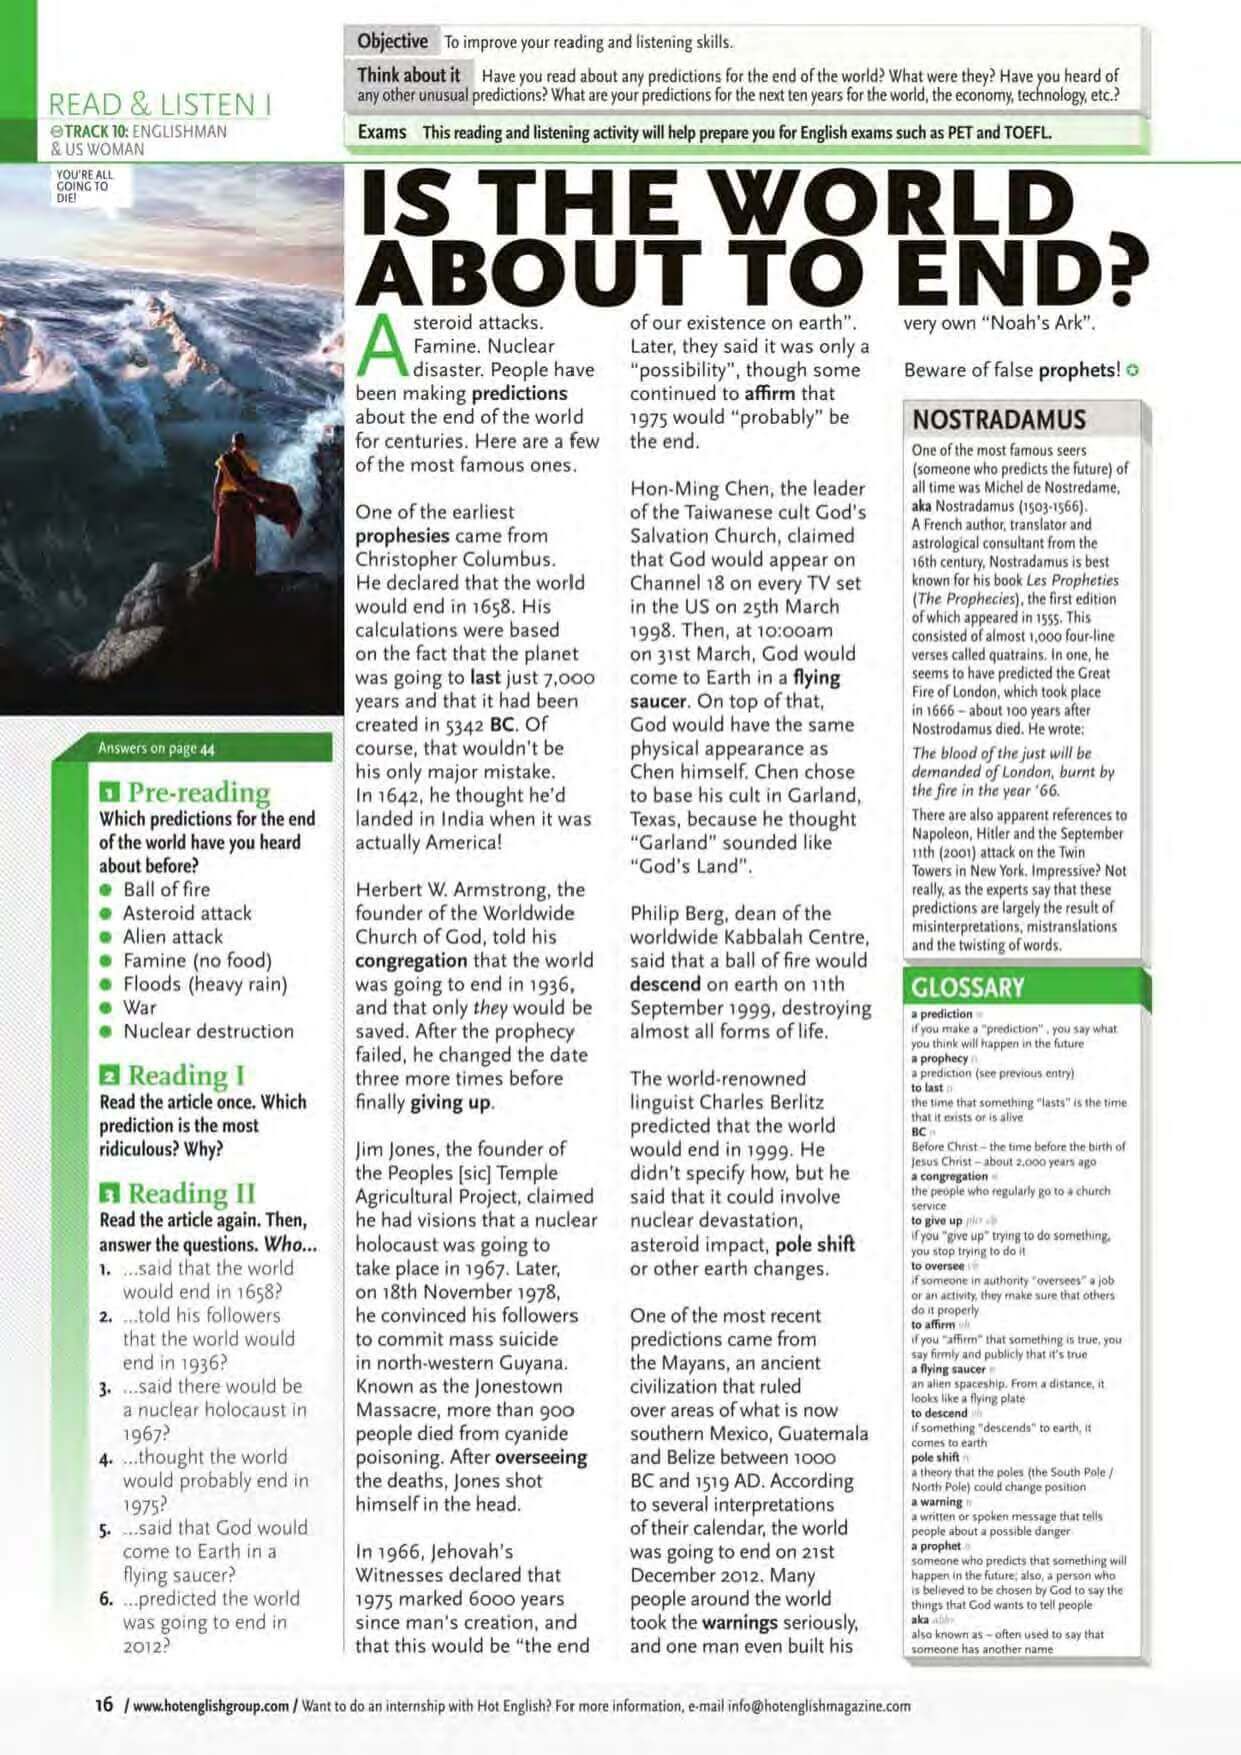 Objective To improve your reading and listening skills.
Think about it Have you read about any predictions for the end of the world? What were they? Have you heard of
any other unusual predictions? What are your predictions for the next ten years for the world, the economy, technology, etc.?
Exams This reading and listening activity will help prepare you for English exams such as PET and TOEFL.
READ & LISTEN I
TRACK 10: ENGLISHMAN
& US WOMAN
YOU'RE ALL
GOING TO
DIE!
IS THE WORLD
ABOUT TO END?
Asteroid attacks.
Famine. Nuclear
disaster. People have
been making predictions
about the end of the world
for centuries. Here are a few
of the most famous ones.
One of the earliest
prophesies came from
Christopher Columbus.
He declared that the world
would end in 1658. His
calculations were based
on the fact that the planet
was going to last just 7,000
years and that it had been
created in 5342 BC. Of
course, that wouldn't be
his only major mistake.
In 1642, he thought he'd
landed in India when it was
actually America!
Herbert W. Armstrong, the
founder of the Worldwide
Church of God, told his
congregation that the world
was going to end in 1936,
and that only they would be
saved. After the prophecy
failed, he changed the date
three more times before
finally giving up.
Jim Jones, the founder of
the Peoples [sic] Temple
Agricultural Project, claimed
he had visions that a nuclear
holocaust was going to
take place in 1967. Later,
on 18th November 1978,
he convinced his followers
to commit mass suicide
in north-western Guyana.
Known as the Jonestown
Massacre, more than 900
people died from cyanide
poisoning. After overseeing
the deaths, Jones shot
himself in the head.
In 1966, Jehovah's
Witnesses declared that
1975 marked 6000 years
since man's creation, and
that this would be "the end
of our existence on earth".
Later, they said it was only a
"possibility", though some
continued to affirm that
1975 would "probably" be
the end.
Hon-Ming Chen, the leader
of the Taiwanese cult God's
Salvation Church, claimed
that God would appear on
Channel 18 on every TV set
in the US on 25th March
1998. Then, at 10:00am
on 31st March, God would
come to Earth in a flying
saucer. On top of that,
God would have the same
physical appearance as
Chen himself. Chen chose
to base his cult in Garland,
Texas, because he thought
"Garland" sounded like
"God's Land".
Philip Berg, dean of the
worldwide Kabbalah Centre,
said that a ball of fire would
descend on earth on 11th
September 1999, destroying
almost all forms of life.
The world-renowned
linguist Charles Berlitz
predicted that the world
would end in 1999. He
didn't specify how, but he
said that it could involve
nuclear devastation,
asteroid impact, pole shift
or other earth changes.
One of the most recent
predictions came from
the Mayans, an ancient
civilization that ruled
over areas of what is now
southern Mexico, Guatemala
and Belize between 1000
BC and 1519 AD. According
to several interpretations
of their calendar, the world
was going to end on 21st
December 2012. Many
people around the world
took the warnings seriously,
and one man even built his
very own "Noah's Ark".
Beware of false prophets!
NOSTRADAMUS
One of the most famous seers
(someone who predicts the future) of
all time was Michel de Nostredame,
aka Nostradamus (1503-1566).
A French author, translator and
astrological consultant from the
16th century, Nostradamus is best
known for his book Les Propheties
(The Prophecies), the first edition
of which appeared in 1555. This
consisted of almost 1,000 four-line
verses called quatrains. In one, he
seems to have predicted the Great
Fire of London, which took place
in 1666 – about 100 years after
Nostrodamus died. He wrote:
The blood of the just will be
demanded of London, burnt by
the fire in the year '66.
There are also apparent references to
Napoleon, Hitler and the September
11th (2001) attack on the Twin
Towers in New York. Impressive? Not
really, as the experts say that these
predictions are largely the result of
misinterpretations, mistranslations
and the twisting of words.
GLOSSARY
a prediction n
if you make a "prediction", you say what
you think will happen in the future
a prophecy n
a prediction (see previous entry)
to last n
the time that something "lasts" is the time
that it exists or is alive
BC n
Before Christ – the time before the birth of
Jesus Christ – about 2,000 years ago
a congregation n
the people who regularly go to a church
service
to give up phr vb
if you "give up" trying to do something,
you stop trying to do it
to oversee vb
if someone in authority "oversees" a job
or an activity, they make sure that others
do it properly
to affirm vb
if you "affirm" that something is true, you
say firmly and publicly that it's true
a flying saucer n
an alien spaceship. From a distance, it
looks like a flying plate
to descend vb
if something "descends" to earth, it
comes to earth
pole shift n
a theory that the poles (the South Pole /
North Pole) could change position
a warning n
a written or spoken message that tells
people about a possible danger
a prophet n
someone who predicts that something will
happen in the future; also, a person who
is believed to be chosen by God to say the
things that God wants to tell people
aka abbr
also known as – often used to say that
someone has another name
Answers on page 44
1 Pre-reading
Which predictions for the end
of the world have you heard
about before?
Ball of fire
Asteroid attack
Alien attack
Famine (no food)
Floods (heavy rain)
War
Nuclear destruction
2 Reading I
Read the article once. Which
prediction is the most
ridiculous? Why?
3 Reading II
Read the article again. Then,
answer the questions. Who...
1. ...said that the world
would end in 1658?
2. ...told his followers
that the world would
end in 1936?
3. ...said there would be
a nuclear holocaust in
1967?
4. ...thought the world
would probably end in
1975?
5. ...said that God would
come to Earth in a
flying saucer?
6. ...predicted the world
was going to end in
2012?
16 / www.hotenglishgroup.com / Want to do an internship with Hot English? For more information, e-mail info@hotenglishmagazine.com